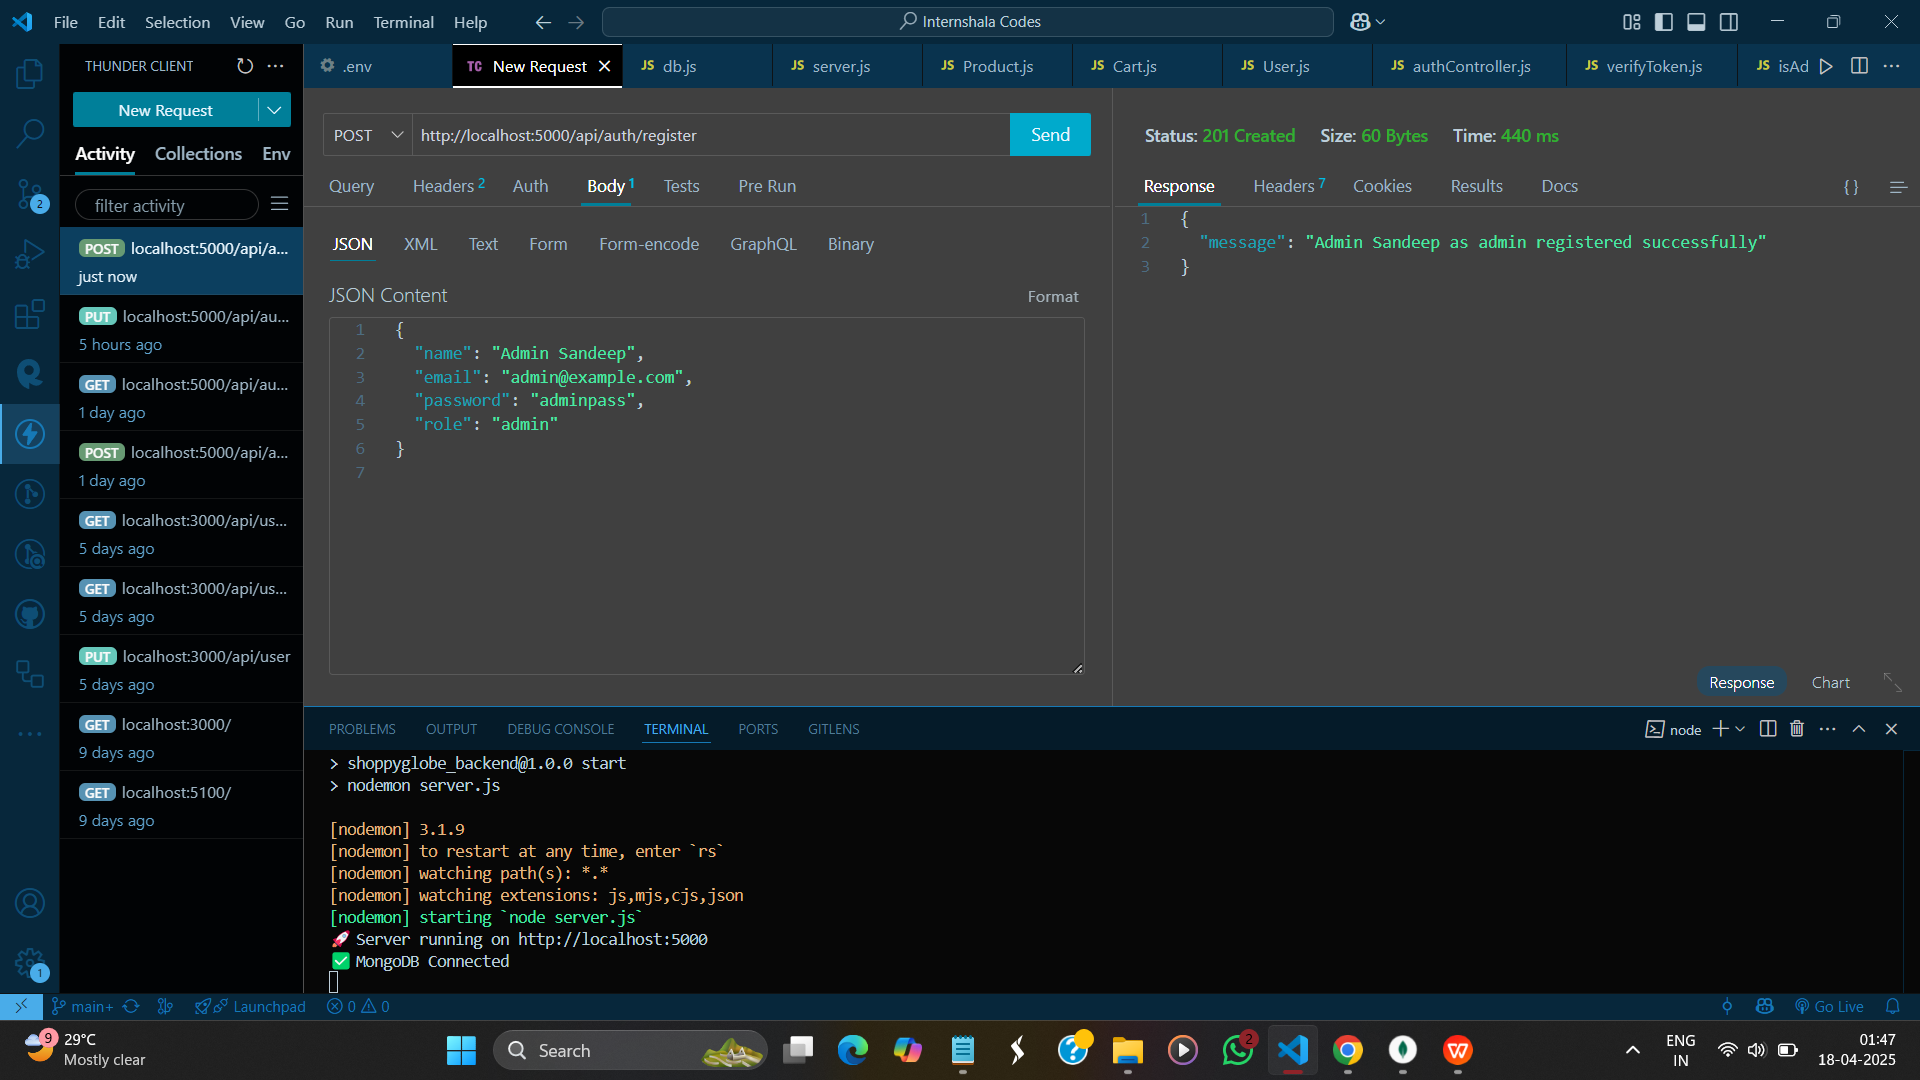 File Edit Selection View Go Run Terminal Help
Internshala Codes
THUNDER CLIENT
New Request
Activity Collections Env
filter activity
POST localhost:5000/api/a...
just now
PUT localhost:5000/api/au...
5 hours ago
GET localhost:5000/api/au...
1 day ago
POST localhost:5000/api/a...
1 day ago
GET localhost:3000/api/us...
5 days ago
GET localhost:3000/api/us...
5 days ago
PUT localhost:3000/api/user
5 days ago
GET localhost:3000/
9 days ago
GET localhost:5100/
9 days ago
.env TC New Request JS db.js JS server.js JS Product.js JS Cart.js JS User.js JS authController.js JS verifyToken.js JS isAd
POST http://localhost:5000/api/auth/register Send
Query Headers 2 Auth Body 1 Tests Pre Run
JSON XML Text Form Form-encode GraphQL Binary
JSON Content Format
1 {
2 "name": "Admin Sandeep",
3 "email": "admin@example.com",
4 "password": "adminpass",
5 "role": "admin"
6 }
7
Status: 201 Created Size: 60 Bytes Time: 440 ms
Response Headers 7 Cookies Results Docs { }
1 {
2 "message": "Admin Sandeep as admin registered successfully"
3 }
Response Chart
PROBLEMS OUTPUT DEBUG CONSOLE TERMINAL PORTS GITLENS
node
> shoppyglobe_backend@1.0.0 start
> nodemon server.js
[nodemon] 3.1.9
[nodemon] to restart at any time, enter `rs`
[nodemon] watching path(s): *.*
[nodemon] watching extensions: js,mjs,cjs,json
[nodemon] starting `node server.js`
🚀 Server running on http://localhost:5000
✅ MongoDB Connected
2
1
main+ Launchpad 0 0 Go Live
9 29°C
Mostly clear
Search
2
ENG
IN
01:47
18-04-2025